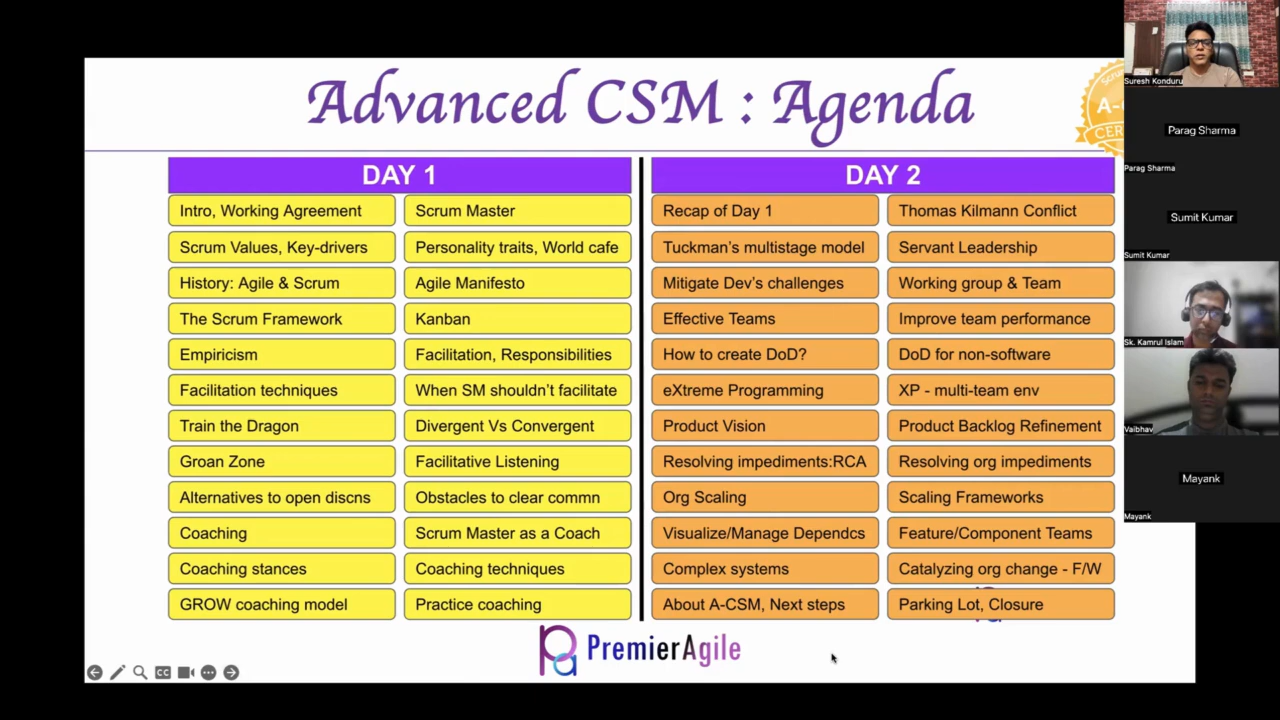 Advanced CSM : Agenda
A-
CER
DAY 1
Intro, Working Agreement
Scrum Master
Scrum Values, Key-drivers
Personality traits, World cafe
History: Agile & Scrum
Agile Manifesto
The Scrum Framework
Kanban
Empiricism
Facilitation, Responsibilities
Facilitation techniques
When SM shouldn't facilitate
Train the Dragon
Divergent Vs Convergent
Groan Zone
Facilitative Listening
Alternatives to open discns
Obstacles to clear commn
Coaching
Scrum Master as a Coach
Coaching stances
Coaching techniques
GROW coaching model
Practice coaching
DAY 2
Recap of Day 1
Thomas Kilmann Conflict
Tuckman's multistage model
Servant Leadership
Mitigate Dev's challenges
Working group & Team
Effective Teams
Improve team performance
How to create DoD?
DoD for non-software
eXtreme Programming
XP - multi-team env
Product Vision
Product Backlog Refinement
Resolving impediments:RCA
Resolving org impediments
Org Scaling
Scaling Frameworks
Visualize/Manage Dependcs
Feature/Component Teams
Complex systems
Catalyzing org change - F/W
About A-CSM, Next steps
Parking Lot, Closure
PremierAgile
CC
Suresh Konduru
Parag Sharma
Parag Sharma
Sumit Kumar
Sumit Kumar
Sk. Kamrul Islam
Vaibhav
Mayank
Mayank